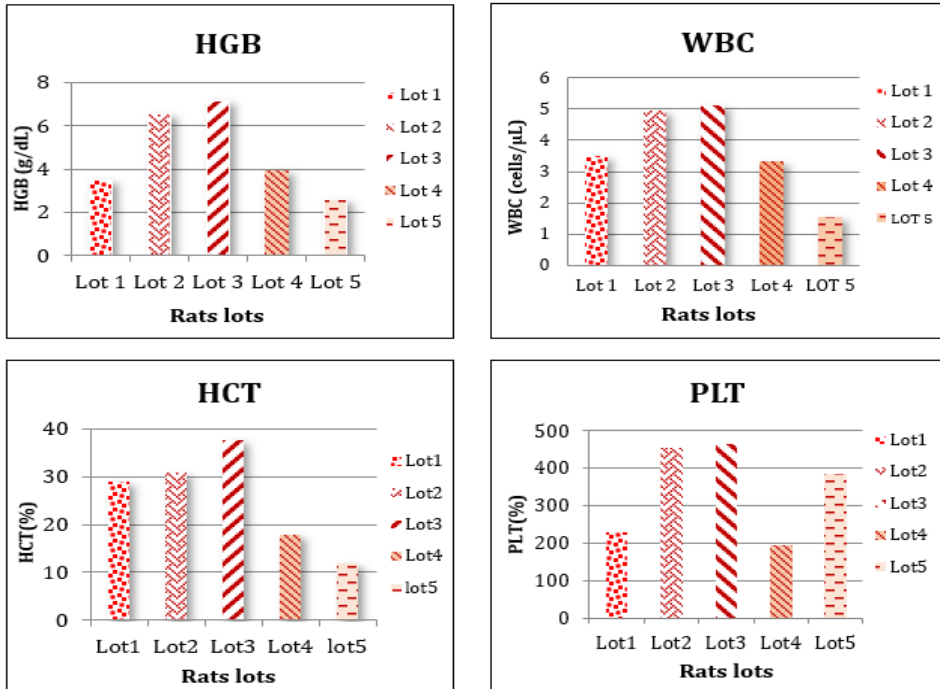 HGB
HGB (g/dL)
8
6
4
2
0
Lot 1 Lot 2 Lot 3 Lot 4 Lot 5
Rats lots
Lot 1
Lot 2
Lot 3
Lot 4
Lot 5
WBC
WBC (cells/µL)
6
5
4
3
2
1
0
Lot 1 Lot 2 Lot 3 Lot 4 LOT 5
Rats lots
Lot 1
Lot 2
Lot 3
Lot 4
LOT 5
HCT
HCT(%)
40
30
20
10
0
Lot1 Lot2 Lot3 Lot4 lot5
Rats lots
Lot1
Lot2
Lot3
Lot4
lot5
PLT
PLT(%)
500
400
300
200
100
0
Lot1 Lot2 Lot3 Lot4 Lot5
Rats lots
Lot1
Lot2
Lot3
Lot4
Lot5